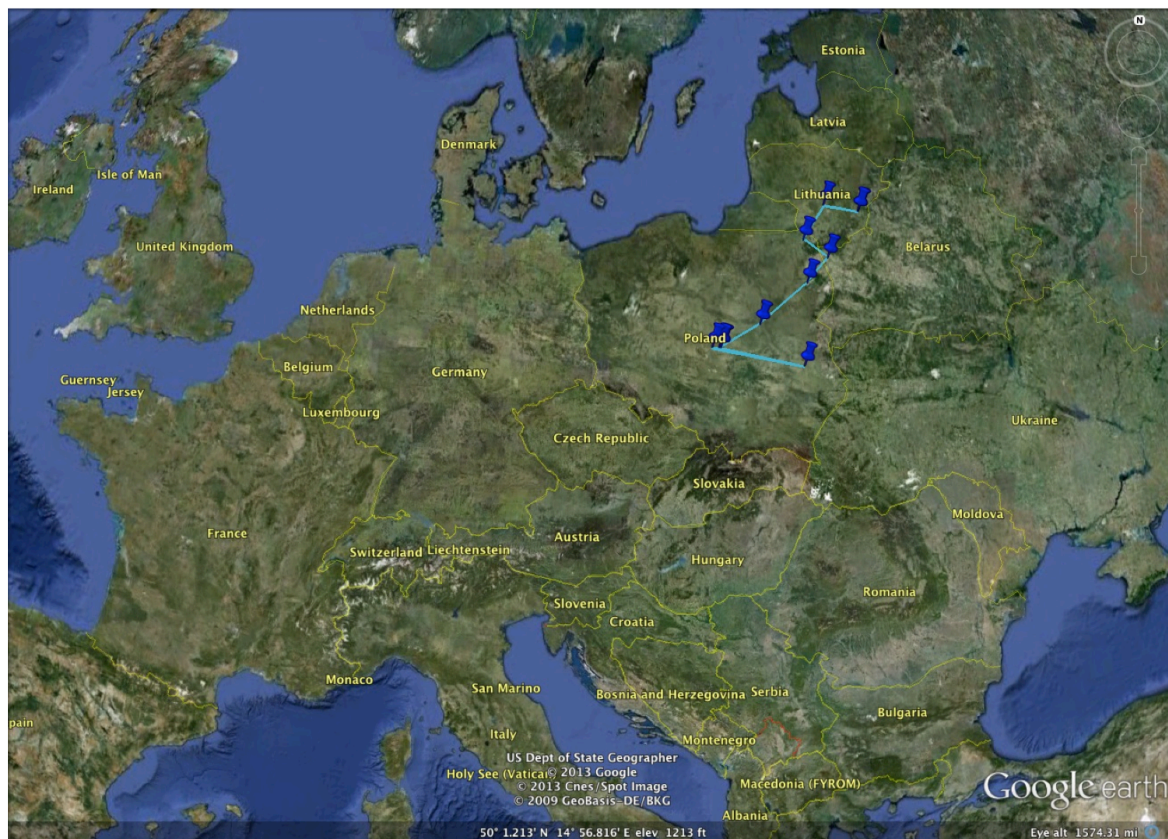 N
Estonia
Latvia
Denmark
Isle of Man
Ireland
Lithuania
United Kingdom
Belarus
Netherlands
Poland
Belgium
Germany
Guernsey
Jersey
Luxembourg
Ukraine
Czech Republic
Slovakia
Moldova
France
Austria
Switzerland
Liechtenstein
Hungary
Romania
Slovenia
Croatia
Monaco
San Marino
Bosnia and Herzegovina
Serbia
pain
Bulgaria
Italy
Montenegro
US Dept of State Geographer
© 2013 Google
Holy See (Vatican
© 2013 Cnes/Spot Image
© 2009 GeoBasis-DE/BKG
Macedonia (FYROM)
Google earth
Albania
50° 1.213' N 14° 56.816' E elev 1213 ft
Eye alt 1574.31 mi